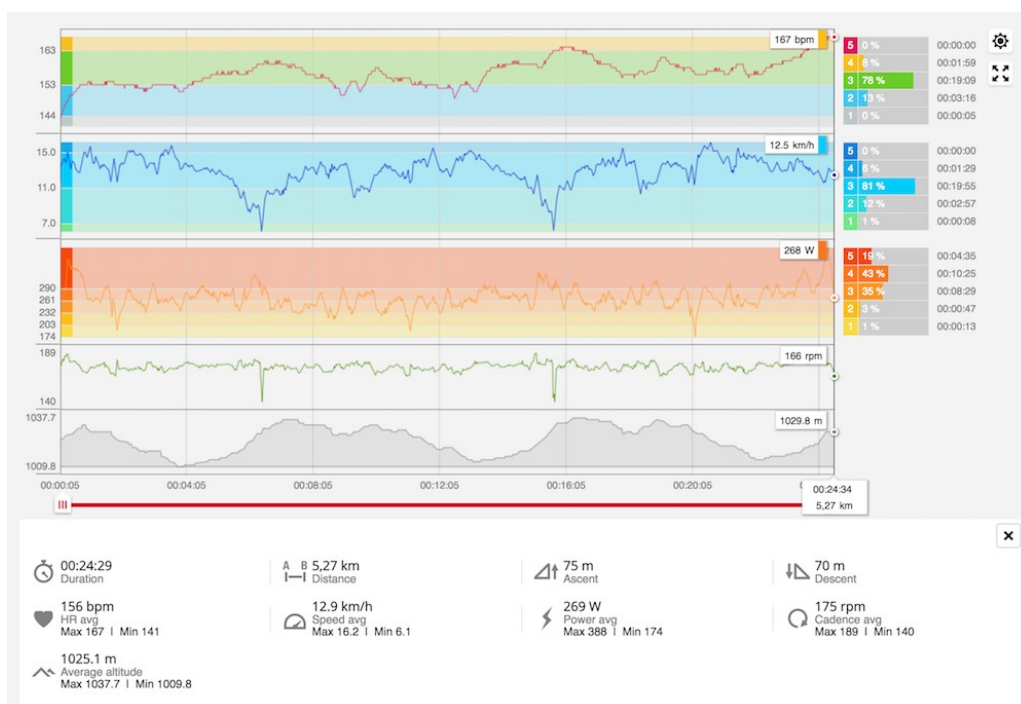 163
153
144
167 bpm
5 0 % 00:00:00
4 8 % 00:01:59
3 78 % 00:19:09
2 13 % 00:03:16
1 0 % 00:00:05
15.0
11.0
7.0
12.5 km/h
5 0 % 00:00:00
4 6 % 00:01:29
3 81 % 00:19:55
2 12 % 00:02:57
1 1 % 00:00:08
290
261
232
203
174
268 W
5 19 % 00:04:35
4 43 % 00:10:25
3 35 % 00:08:29
2 3 % 00:00:47
1 1 % 00:00:13
189
140
166 rpm
1037.7
1009.8
1029.8 m
00:00:05 00:04:05 00:08:05 00:12:05 00:16:05 00:20:05
00:24:34
5,27 km
00:24:29
Duration
A B 5,27 km
Distance
75 m
Ascent
70 m
Descent
156 bpm
HR avg
Max 167 | Min 141
12.9 km/h
Speed avg
Max 16.2 | Min 6.1
269 W
Power avg
Max 388 | Min 174
175 rpm
Cadence avg
Max 189 | Min 140
1025.1 m
Average altitude
Max 1037.7 | Min 1009.8